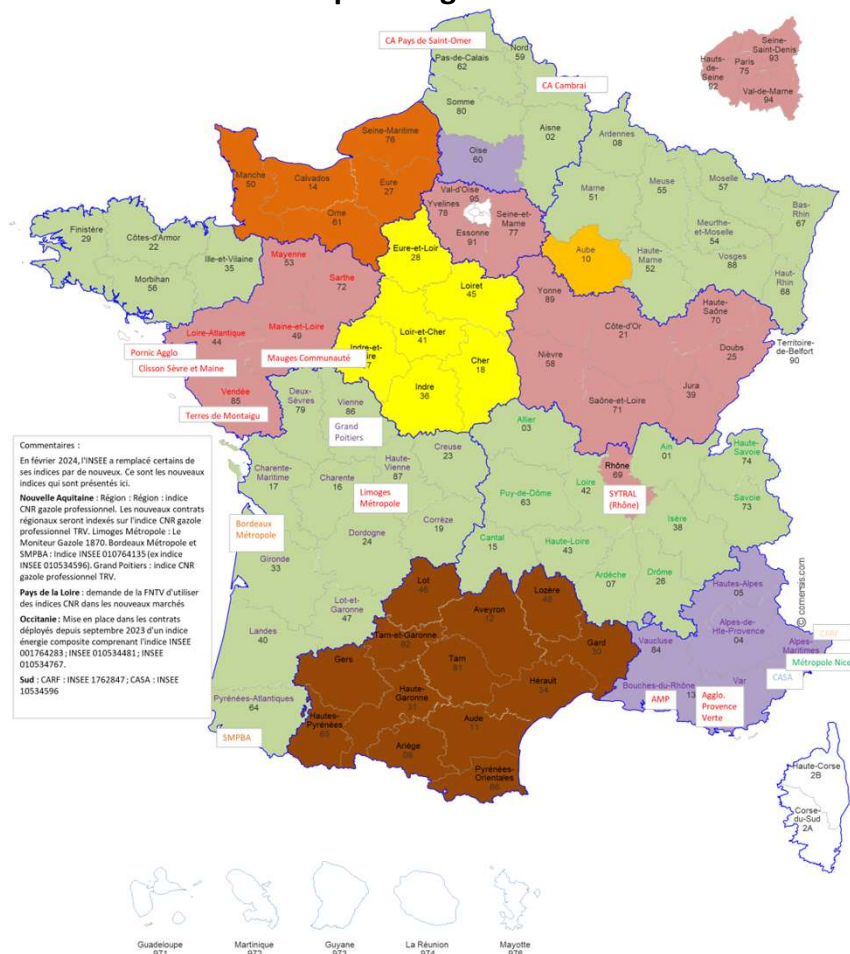 CA Pays de Saint-Omer
Nord
59
Pas-de-Calais
62
CA Cambrai
Somme
80
Aisne
02
Oise
60
Seine-Saint-Denis
93
Hauts-de-Seine
92
Paris
75
Val-de-Marne
94
Seine-Maritime
76
Manche
50
Calvados
14
Eure
27
Orne
61
Ardennes
08
Marne
51
Meuse
55
Moselle
57
Bas-Rhin
67
Meurthe-et-Moselle
54
Vosges
88
Haut-Rhin
68
Haute-Marne
52
Aube
10
Val-d'Oise
95
Yvelines
78
Essonne
91
Seine-et-Marne
77
Finistère
29
Côtes-d'Armor
22
Ille-et-Vilaine
35
Morbihan
56
Mayenne
53
Sarthe
72
Loire-Atlantique
44
Maine-et-Loire
49
Vendée
85
Pornic Agglo
Clisson Sèvre et Maine
Mauges Communauté
Terres de Montaigu
Eure-et-Loir
28
Loiret
45
Loir-et-Cher
41
Indre-et-
Cher
18
Indre
36
Yonne
89
Côte-d'Or
21
Haute-Saône
70
Doubs
25
Territoire-de-Belfort
90
Nièvre
58
Saône-et-Loire
71
Jura
39
Deux-Sèvres
79
Vienne
86
Grand
Poitiers
Creuse
23
Haute-Vienne
87
Charente-Maritime
17
Charente
16
Limoges
Métropole
Corrèze
19
Dordogne
24
Bordeaux
Métropole
Gironde
33
Lot-et-Garonne
47
Landes
40
Pyrénées-Atlantiques
64
SMPBA
Allier
03
Puy-de-Dôme
63
Loire
42
Rhône
69
SYTRAL
(Rhône)
Ain
01
Haute-Savoie
74
Savoie
73
Isère
38
Cantal
15
Haute-Loire
43
Ardèche
07
Drôme
26
Commentaires :
En février 2024, l'INSEE a remplacé certains de
ses indices par de nouveux. Ce sont les nouveaux
indices qui sont présentés ici.
Nouvelle Aquitaine : Région : Région : indice
CNR gazole professionnel. Les nouveaux contrats
régionaux seront indexés sur l'indice CNR gazole
professionnel TRV. Limoges Métropole : Le
Moniteur Gazole 1870. Bordeaux Métropole et
SMPBA : Indice INSEE 010764135 (ex indice
INSEE 010534596). Grand Poitiers : indice CNR
gazole professionnel TRV.
Pays de la Loire : demande de la FNTV d'utiliser
des indices CNR dans les nouveaux marchés
Occitanie : Mise en place dans les contrats
déployés depuis septembre 2023 d'un indice
énergie composite comprenant l'indice INSEE
001764283 ; INSEE 010534481 ; INSEE
010534767.
Sud : CARF : INSEE 1762847 ; CASA : INSEE
10534596
Lot
46
Aveyron
12
Lozère
48
Gard
30
Tarn-et-Garonne
82
Tarn
81
Gers
Hérault
34
Haute-Garonne
31
Hautes-Pyrénées
65
Aude
11
Ariège
09
Pyrénées-Orientales
66
Hautes-Alpes
05
Alpes-de-Hte-Provence
04
Alpes-Maritimes
CARF
Métropole Nice
CASA
Vaucluse
84
Bouches-du-Rhône
13
AMP
Var
Agglo.
Provence
Verte
© comersis.com
Haute-Corse
2B
Corse-du-Sud
2A
Guadeloupe
971
Martinique
972
Guyane
973
La Réunion
974
Mayotte
976